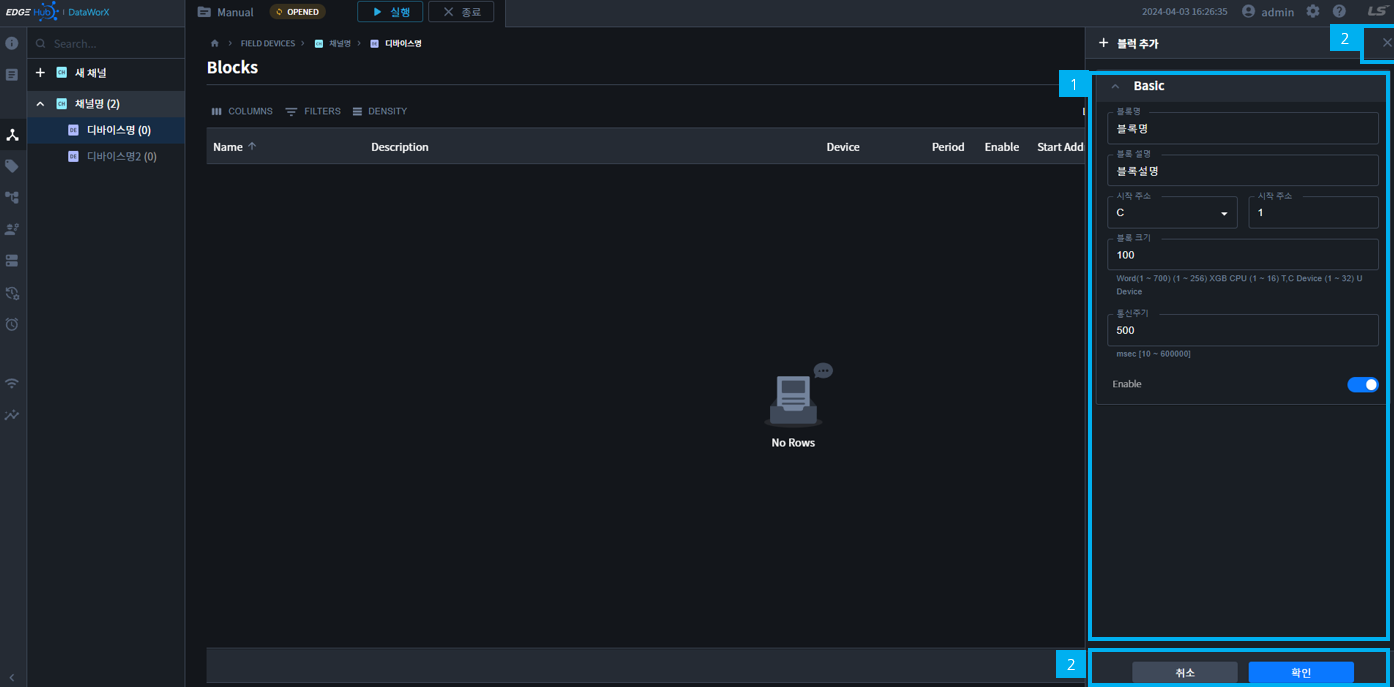 EDGE Hub | DataWorX
Manual
OPENED
실행
종료
2024-04-03 16:26:35
admin
LS
Search...
새 채널
채널명 (2)
디바이스명 (0)
디바이스명2 (0)
CH
CH
DE
DE
FIELD DEVICES > CH 채널명 > DE 디바이스명
Blocks
COLUMNS FILTERS DENSITY
Name Description Device Period Enable Start Add
No Rows
블럭 추가
2
1
Basic
블록명
블록명
블록 설명
블록설명
시작 주소
C
시작 주소
1
블록 크기
100
Word(1 ~ 700) (1 ~ 256) XGB CPU (1 ~ 16) T,C Device (1 ~ 32) U
Device
통신주기
500
msec [10 ~ 600000]
Enable
2
취소 확인